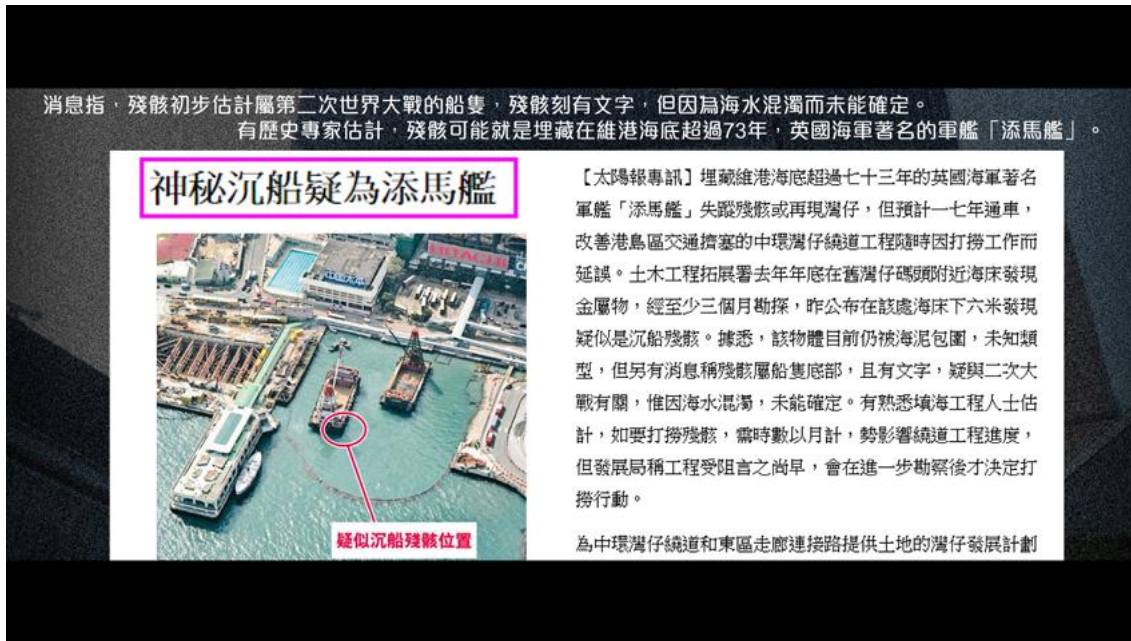 消息指，殘骸初步估計屬第二次世界大戰的船隻，殘骸刻有文字，但因為海水混濁而未能確定。
有歷史專家估計，殘骸可能就是埋藏在維港海底超過73年，英國海軍著名的軍艦「添馬艦」。
神秘沉船疑為添馬艦
HITACHI
疑似沉船殘骸位置
【太陽報專訊】埋藏維港海底超過七十三年的英國海軍著名
軍艦「添馬艦」失蹤殘骸或再現灣仔，但預計一七年通車，
改善港島區交通擠塞的中環灣仔繞道工程隨時因打撈工作而
延誤。土木工程拓展署去年年底在舊灣仔碼頭附近海床發現
金屬物，經至少三個月勘探，昨公布在該處海床下六米發現
疑似是沉船殘骸。據悉，該物體目前仍被海泥包圍，未知類
型，但另有消息稱殘骸屬船隻底部，且有文字，疑與二次大
戰有關，惟因海水混濁，未能確定。有熟悉填海工程人士估
計，如要打撈殘骸，需時數以月計，勢影響繞道工程進度，
但發展局稱工程受阻言之尚早，會在進一步勘察後才決定打
撈行動。
為中環灣仔繞道和東區走廊連接路提供土地的灣仔發展計劃